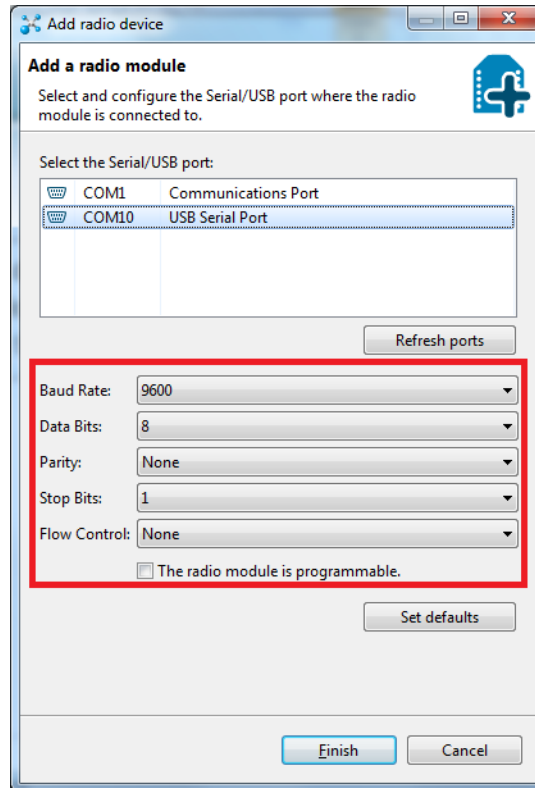 Add radio device
Add a radio module
Select and configure the Serial/USB port where the radio
module is connected to.
Select the Serial/USB port:
COM1 Communications Port
COM10 USB Serial Port
Refresh ports
Baud Rate: 9600
Data Bits: 8
Parity: None
Stop Bits: 1
Flow Control: None
The radio module is programmable.
Set defaults
Finish Cancel